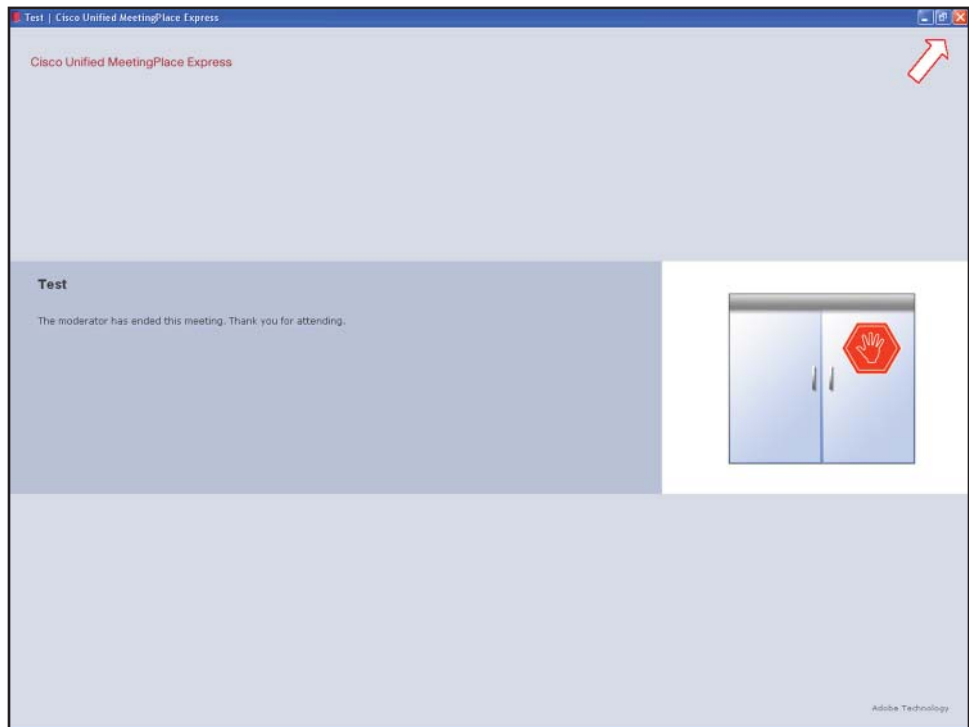 Test | Cisco Unified MeetingPlace Express
Cisco Unified MeetingPlace Express
Test
The moderator has ended this meeting. Thank you for attending.
Adobe Technology